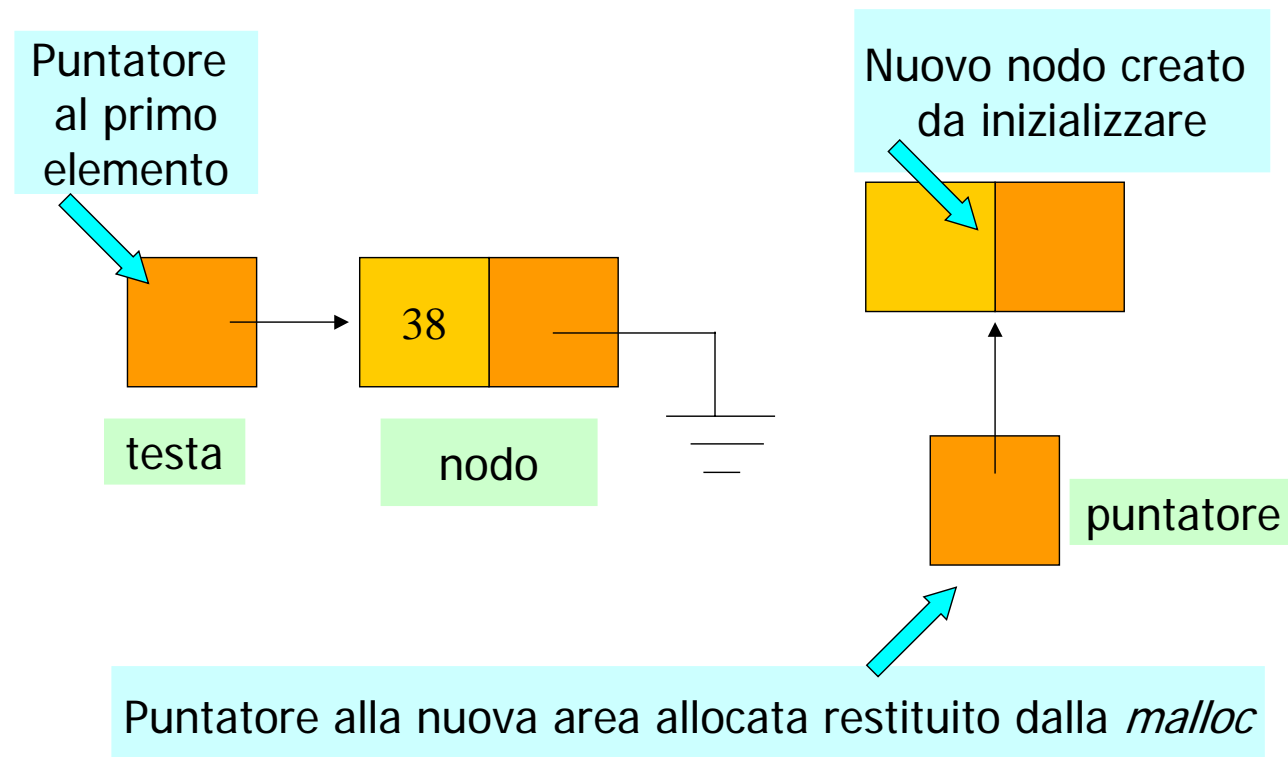 Puntatore
al primo
elemento
Nuovo nodo creato
da inizializzare
38
testa
nodo
puntatore
Puntatore alla nuova area allocata restituito dalla malloc